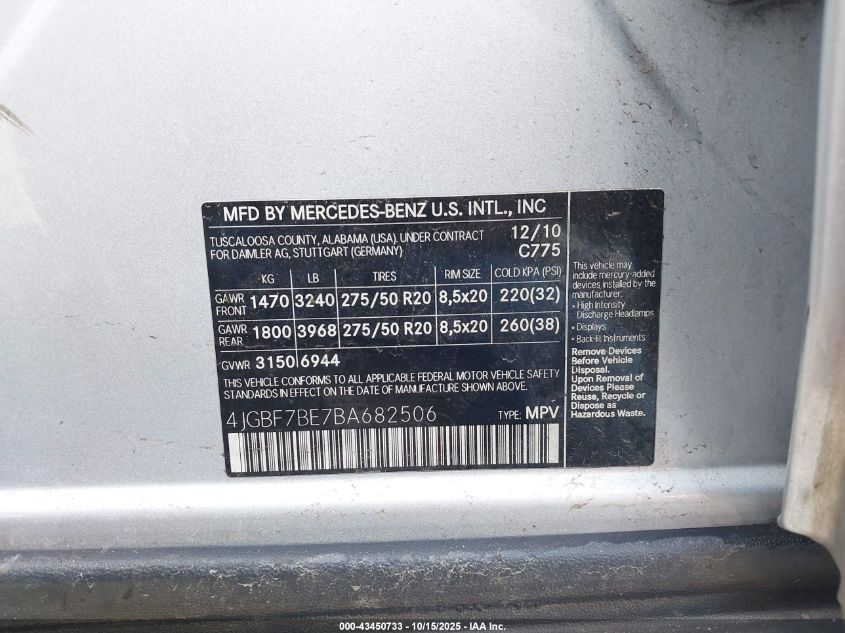 MFD BY MERCEDES-BENZ U.S. INTL., INC
TUSCALOOSA COUNTY, ALABAMA (USA) UNDER CONTRACT 12/10
FOR DAIMLER AG, STUTTGART (GERMANY) C775
KG LB TIRES RIM SIZE COLD KPA (PSI)
GAWR FRONT 1470 3240 275/50 R20 8,5x20 220(32)
GAWR REAR 1800 3968 275/50 R20 8,5x20 260(38)
GVWR 3150 6944
THIS VEHICLE CONFORMS TO ALL APPLICABLE FEDERAL MOTOR VEHICLE SAFETY
STANDARDS IN EFFECT ON THE DATE OF MANUFACTURE SHOWN ABOVE.
4JGBF7BE7BA682506
TYPE: MPV
This vehicle may
include mercury-added
devices installed by the
manufacturer:
- High Intensity
Discharge Headlamps
- Displays
- Back-lit Instruments
Remove Devices
Before Vehicle
Disposal.
Upon Removal of
Devices Please
Reuse, Recycle or
Dispose as
Hazardous Waste.
000-43450733 - 10/15/2025 - IAA Inc.